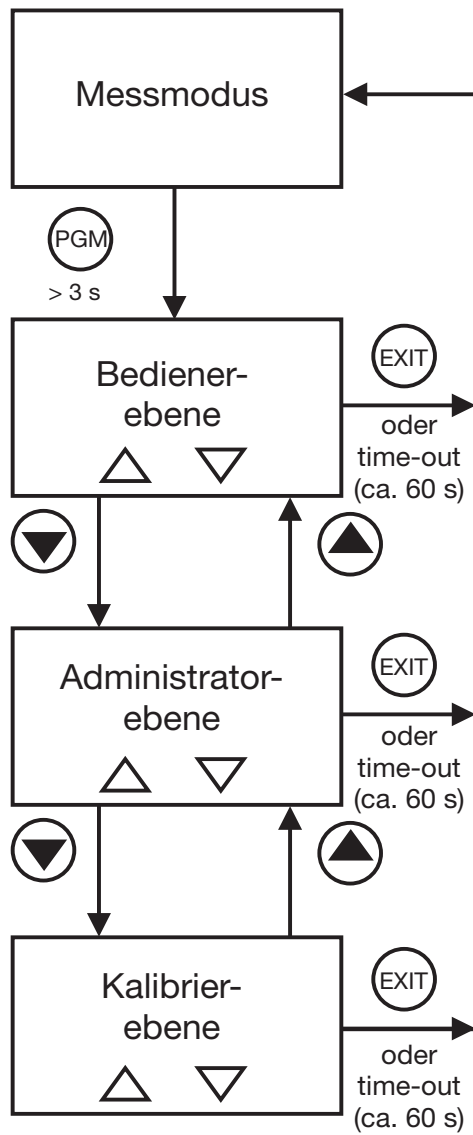 Messmodus
PGM
> 3 s
Bediener-
ebene
EXIT
oder
time-out
(ca. 60 s)
Administrator-
ebene
EXIT
oder
time-out
(ca. 60 s)
Kalibrier-
ebene
EXIT
oder
time-out
(ca. 60 s)